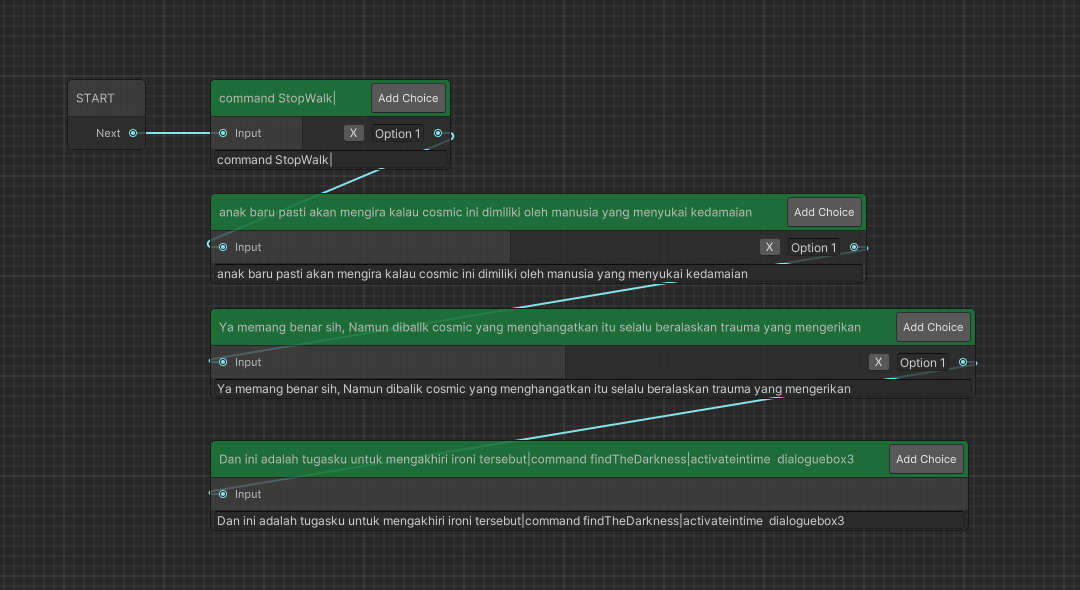 START
Next
command StopWalk|
Add Choice
Input
X
Option 1
command StopWalk|
anak baru pasti akan mengira kalau cosmic ini dimiliki oleh manusia yang menyukai kedamaian
Add Choice
Input
X
Option 1
anak baru pasti akan mengira kalau cosmic ini dimiliki oleh manusia yang menyukai kedamaian
Ya memang benar sih, Namun dibalik cosmic yang menghangatkan itu selalu beralaskan trauma yang mengerikan
Add Choice
Input
X
Option 1
Ya memang benar sih, Namun dibalik cosmic yang menghangatkan itu selalu beralaskan trauma yang mengerikan
Dan ini adalah tugasku untuk mengakhiri ironi tersebut|command findTheDarkness|activateintime  dialoguebox3
Add Choice
Input
Dan ini adalah tugasku untuk mengakhiri ironi tersebut|command findTheDarkness|activateintime  dialoguebox3